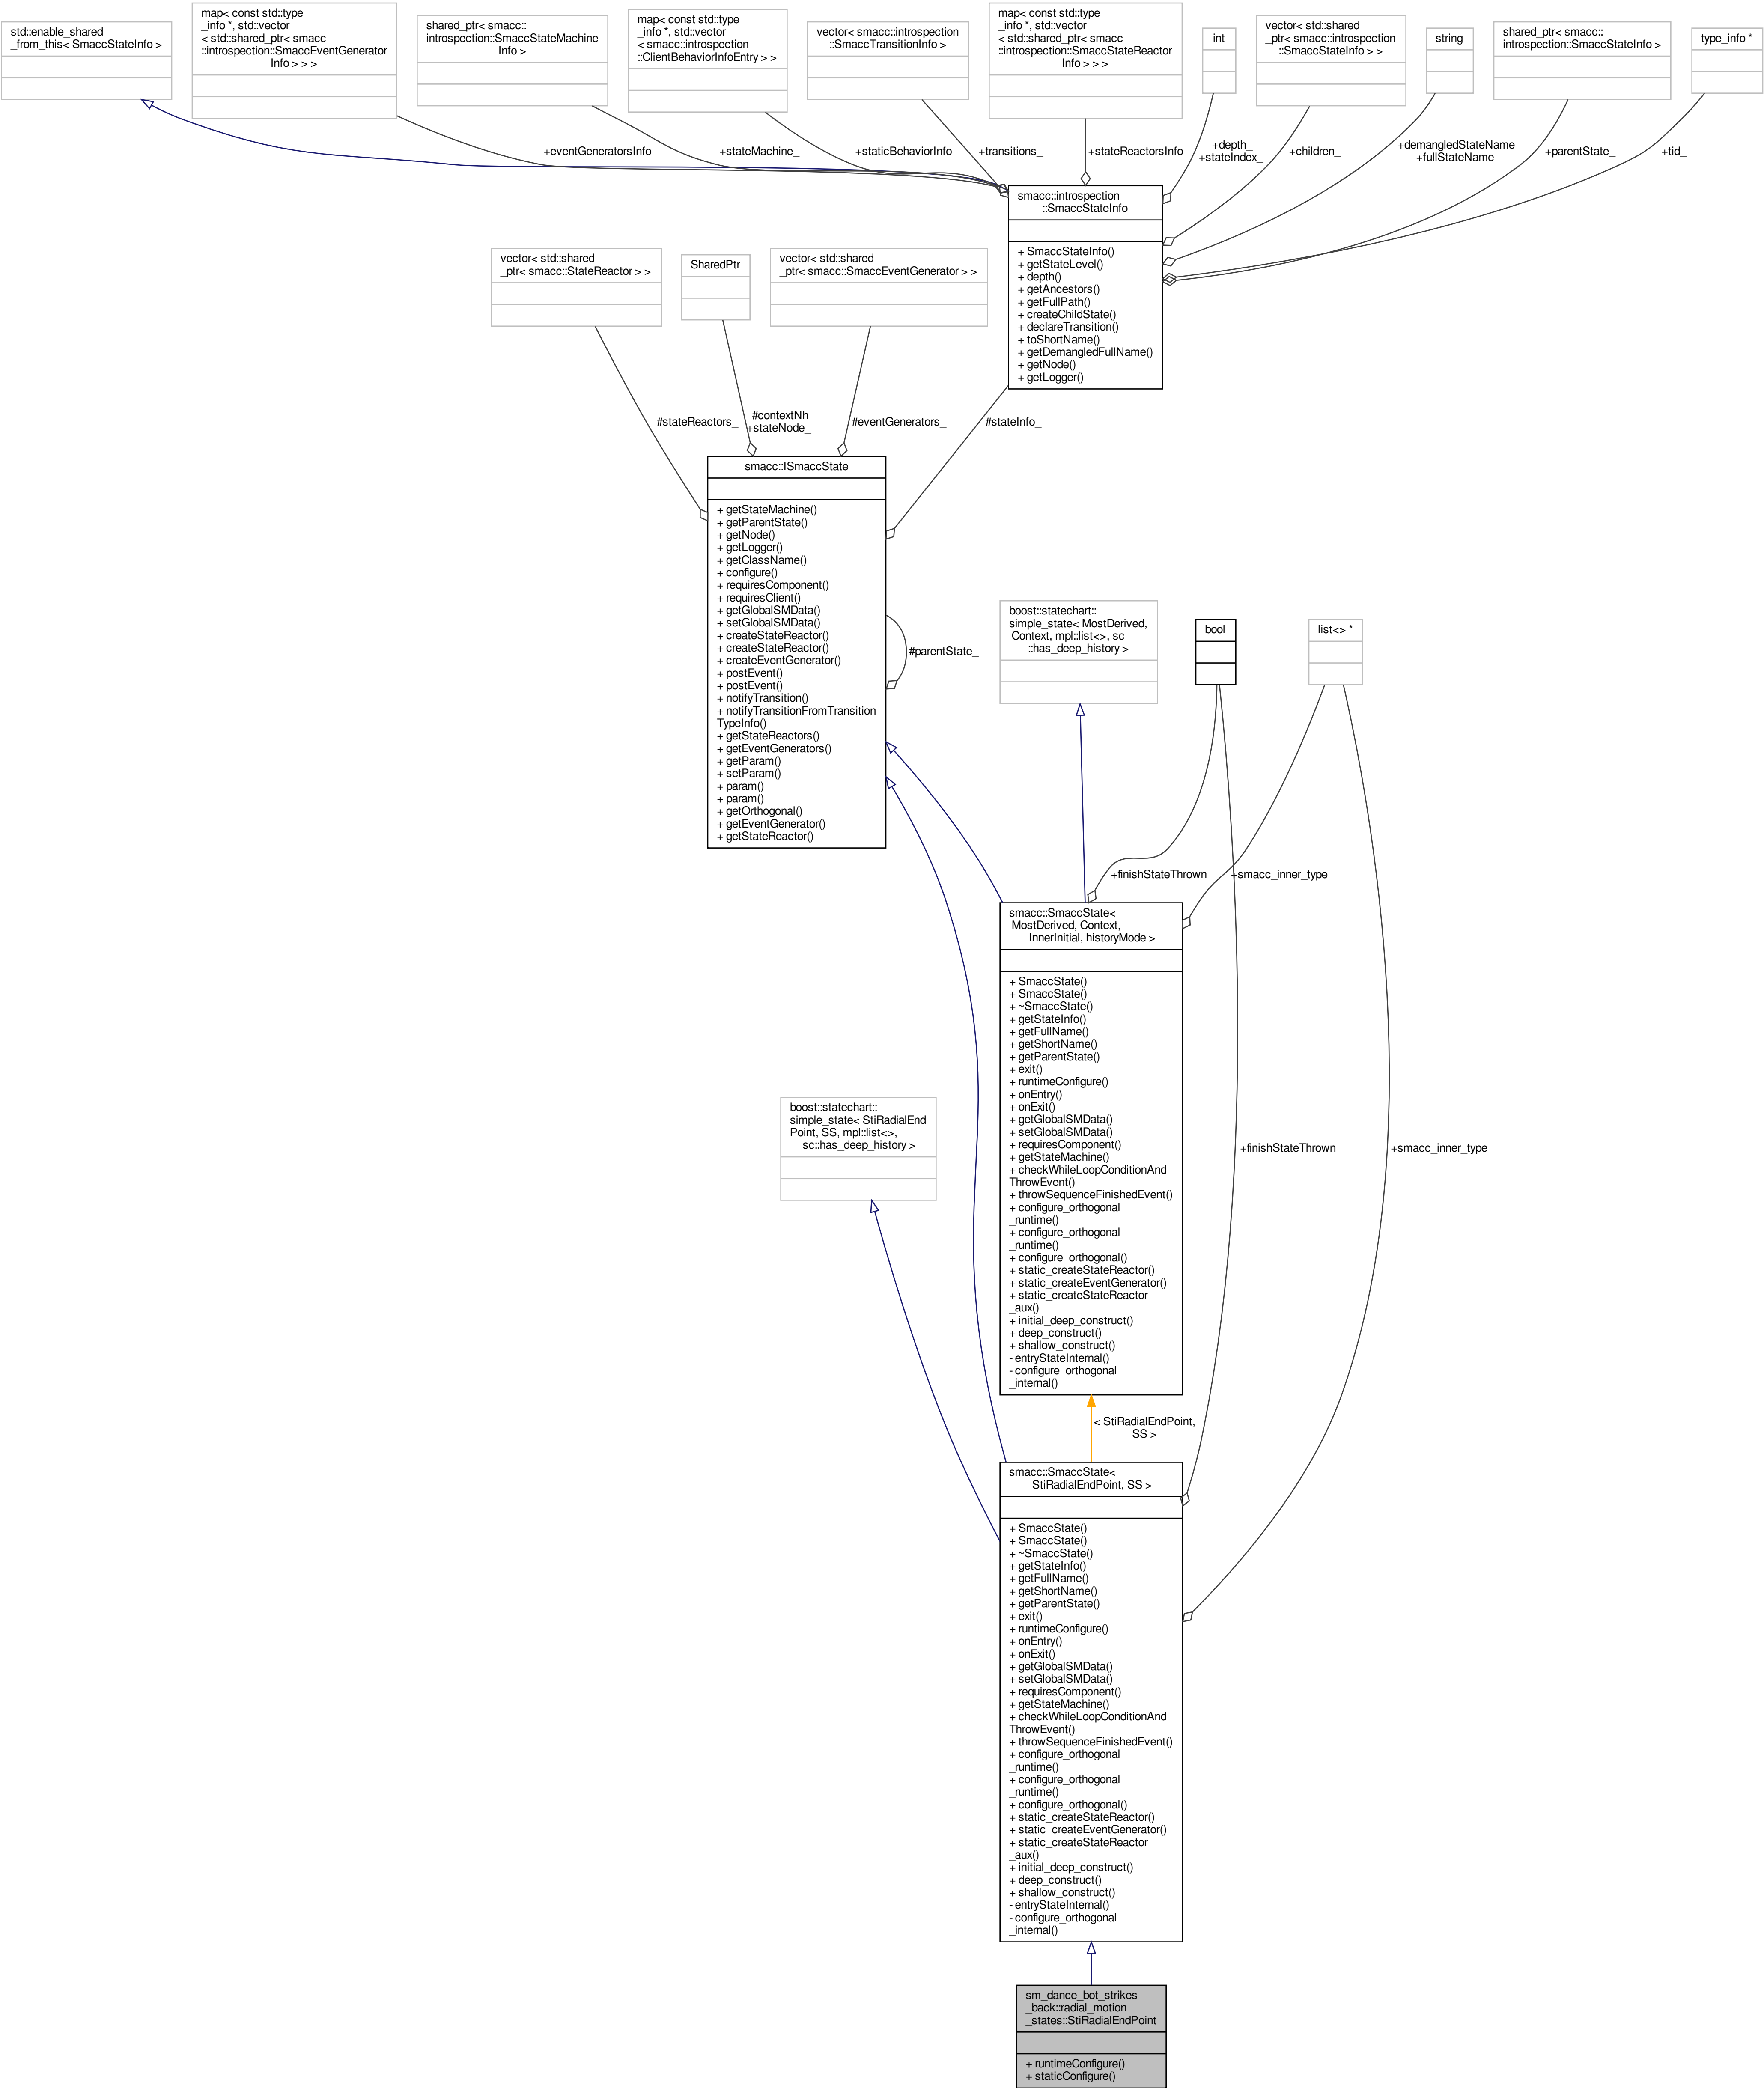 std::enable_shared
_from_this< SmaccStateInfo >
map< const std::type
_info *, std::vector
< std::shared_ptr< smacc
::introspection::SmaccEventGenerator
Info > > >
shared_ptr< smacc::
introspection::SmaccStateMachine
Info >
map< const std::type
_info *, std::vector
< smacc::introspection
::ClientBehaviorInfoEntry > >
vector< smacc::introspection
::SmaccTransitionInfo >
map< const std::type
_info *, std::vector
< std::shared_ptr< smacc
::introspection::SmaccStateReactor
Info > > >
int
vector< std::shared
_ptr< smacc::introspection
::SmaccStateInfo > >
string
shared_ptr< smacc::
introspection::SmaccStateInfo >
type_info *
+eventGeneratorsInfo
+stateMachine_
+staticBehaviorInfo
+transitions_
+stateReactorsInfo
+depth_
+stateIndex_
+children_
+demangledStateName
+fullStateName
+parentState_
+tid_
smacc::introspection
::SmaccStateInfo
+ SmaccStateInfo()
+ getStateLevel()
+ depth()
+ getAncestors()
+ getFullPath()
+ createChildState()
+ declareTransition()
+ toShortName()
+ getDemangledFullName()
+ getNode()
+ getLogger()
vector< std::shared
_ptr< smacc::StateReactor > >
SharedPtr
vector< std::shared
_ptr< smacc::SmaccEventGenerator > >
#stateReactors_
#contextNh
+stateNode_
#eventGenerators_
#stateInfo_
smacc::ISmaccState
+ getStateMachine()
+ getParentState()
+ getNode()
+ getLogger()
+ getClassName()
+ configure()
+ requiresComponent()
+ requiresClient()
+ getGlobalSMData()
+ setGlobalSMData()
+ createStateReactor()
+ createStateReactor()
+ createEventGenerator()
+ postEvent()
+ postEvent()
+ notifyTransition()
+ notifyTransitionFromTransition
TypeInfo()
+ getStateReactors()
+ getEventGenerators()
+ getParam()
+ setParam()
+ param()
+ param()
+ getOrthogonal()
+ getEventGenerator()
+ getStateReactor()
#parentState_
boost::statechart::
simple_state< MostDerived,
Context, mpl::list<>, sc
::has_deep_history >
bool
list<> *
+finishStateThrown
+smacc_inner_type
smacc::SmaccState<
MostDerived, Context,
InnerInitial, historyMode >
+ SmaccState()
+ SmaccState()
+ ~SmaccState()
+ getStateInfo()
+ getFullName()
+ getShortName()
+ getParentState()
+ exit()
+ runtimeConfigure()
+ onEntry()
+ onExit()
+ getGlobalSMData()
+ setGlobalSMData()
+ requiresComponent()
+ getStateMachine()
+ checkWhileLoopConditionAnd
ThrowEvent()
+ throwSequenceFinishedEvent()
+ configure_orthogonal
_runtime()
+ configure_orthogonal
_runtime()
+ configure_orthogonal()
+ static_createStateReactor()
+ static_createEventGenerator()
+ static_createStateReactor
_aux()
+ initial_deep_construct()
+ deep_construct()
+ shallow_construct()
- entryStateInternal()
- configure_orthogonal
_internal()
boost::statechart::
simple_state< StiRadialEnd
Point, SS, mpl::list<>,
sc::has_deep_history >
+finishStateThrown
+smacc_inner_type
< StiRadialEndPoint,
SS >
smacc::SmaccState<
StiRadialEndPoint, SS >
+ SmaccState()
+ SmaccState()
+ ~SmaccState()
+ getStateInfo()
+ getFullName()
+ getShortName()
+ getParentState()
+ exit()
+ runtimeConfigure()
+ onEntry()
+ onExit()
+ getGlobalSMData()
+ setGlobalSMData()
+ requiresComponent()
+ getStateMachine()
+ checkWhileLoopConditionAnd
ThrowEvent()
+ throwSequenceFinishedEvent()
+ configure_orthogonal
_runtime()
+ configure_orthogonal
_runtime()
+ configure_orthogonal()
+ static_createStateReactor()
+ static_createEventGenerator()
+ static_createStateReactor
_aux()
+ initial_deep_construct()
+ deep_construct()
+ shallow_construct()
- entryStateInternal()
- configure_orthogonal
_internal()
sm_dance_bot_strikes
_back::radial_motion
_states::StiRadialEndPoint
+ runtimeConfigure()
+ staticConfigure()